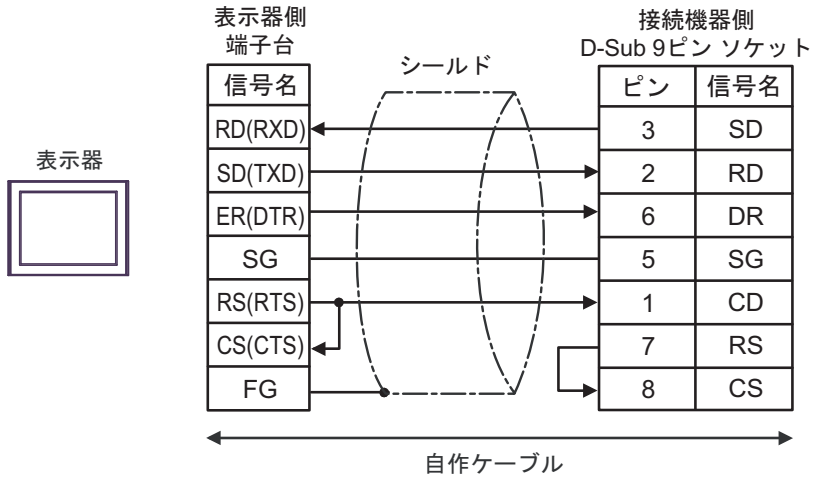 表示器側
端子台
接続機器側
D-Sub 9ピン ソケット
シールド
信号名
ピン 信号名
RD(RXD) 3 SD
表示器
SD(TXD) 2 RD
ER(DTR) 6 DR
SG 5 SG
RS(RTS) 1 CD
CS(CTS) 7 RS
FG 8 CS
自作ケーブル